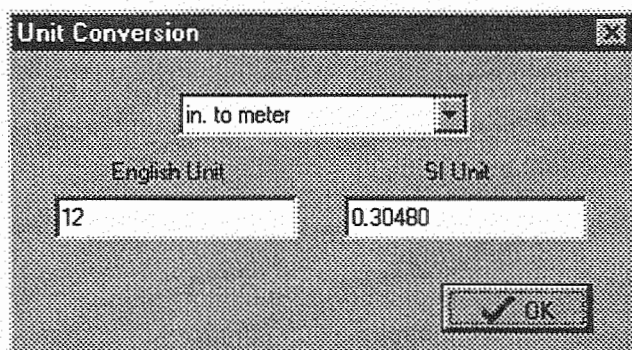 Unit Conversion
in. to meter
English Unit SI Unit
12 0.30480
OK